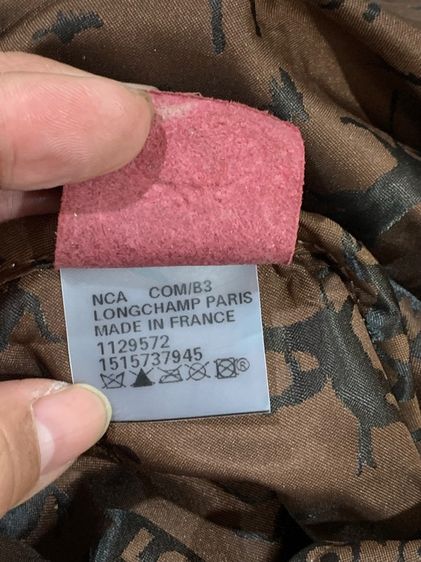 NCA COM/B3
LONGCHAMP PARIS
MADE IN FRANCE
1129572
1515737945